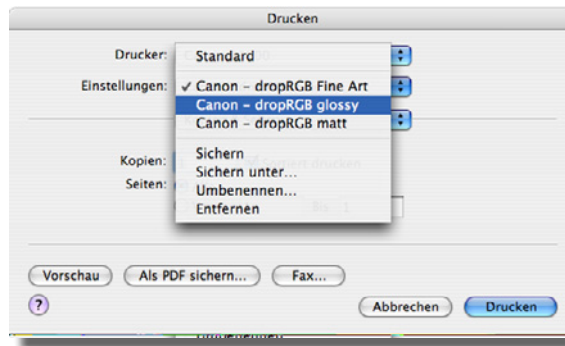 Drucken
Drucker:
Standard
Einstellungen:
✓ Canon – dropRGB Fine Art
Canon – dropRGB glossy
Canon – dropRGB matt
Sichern
Kopien:
Sichern unter...
Seiten:
Umbenennen...
Entfernen
Vorschau
Als PDF sichern...
Fax...
?
Abbrechen
Drucken